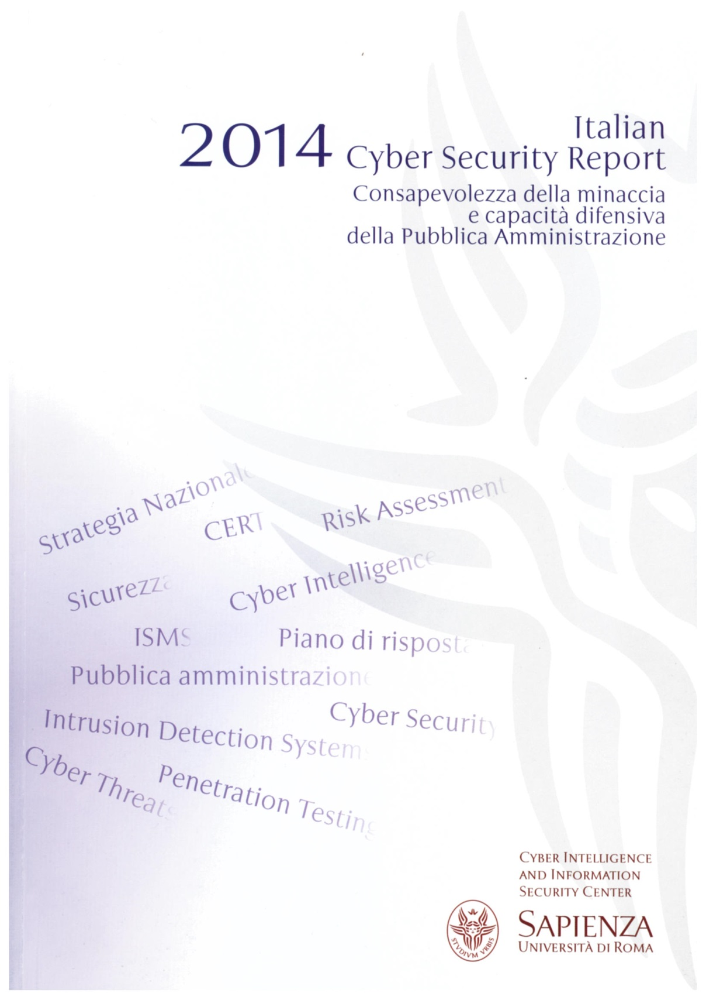 2014
Italian
Cyber Security Report
Consapevolezza della minaccia
e capacità difensiva
della Pubblica Amministrazione
Strategia Nazionale
CERT
Risk Assessment
Sicurezza
Cyber Intelligence
ISMS
Piano di risposta
Pubblica amministrazione
Cyber Security
Intrusion Detection Systems
Cyber Threats
Penetration Testing
CYBER INTELLIGENCE
AND INFORMATION
SECURITY CENTER
SAPIENZA
UNIVERSITÀ DI ROMA
STVDIVM VRBIS